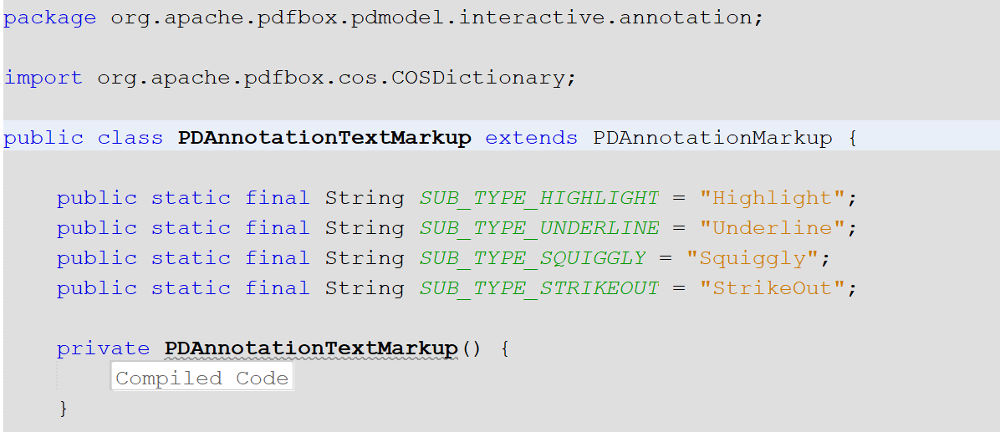 package org.apache.pdfbox.pdmodel.interactive.annotation;
import org.apache.pdfbox.cos.COSDictionary;
public class PDAnnotationTextMarkup extends PDAnnotationMarkup {
public static final String SUB_TYPE_HIGHLIGHT = "Highlight";
public static final String SUB_TYPE_UNDERLINE = "Underline";
public static final String SUB_TYPE_SQUIGGLY = "Squiggly";
public static final String SUB_TYPE_STRIKEOUT = "StrikeOut";
private PDAnnotationTextMarkup() {
Compiled Code
}